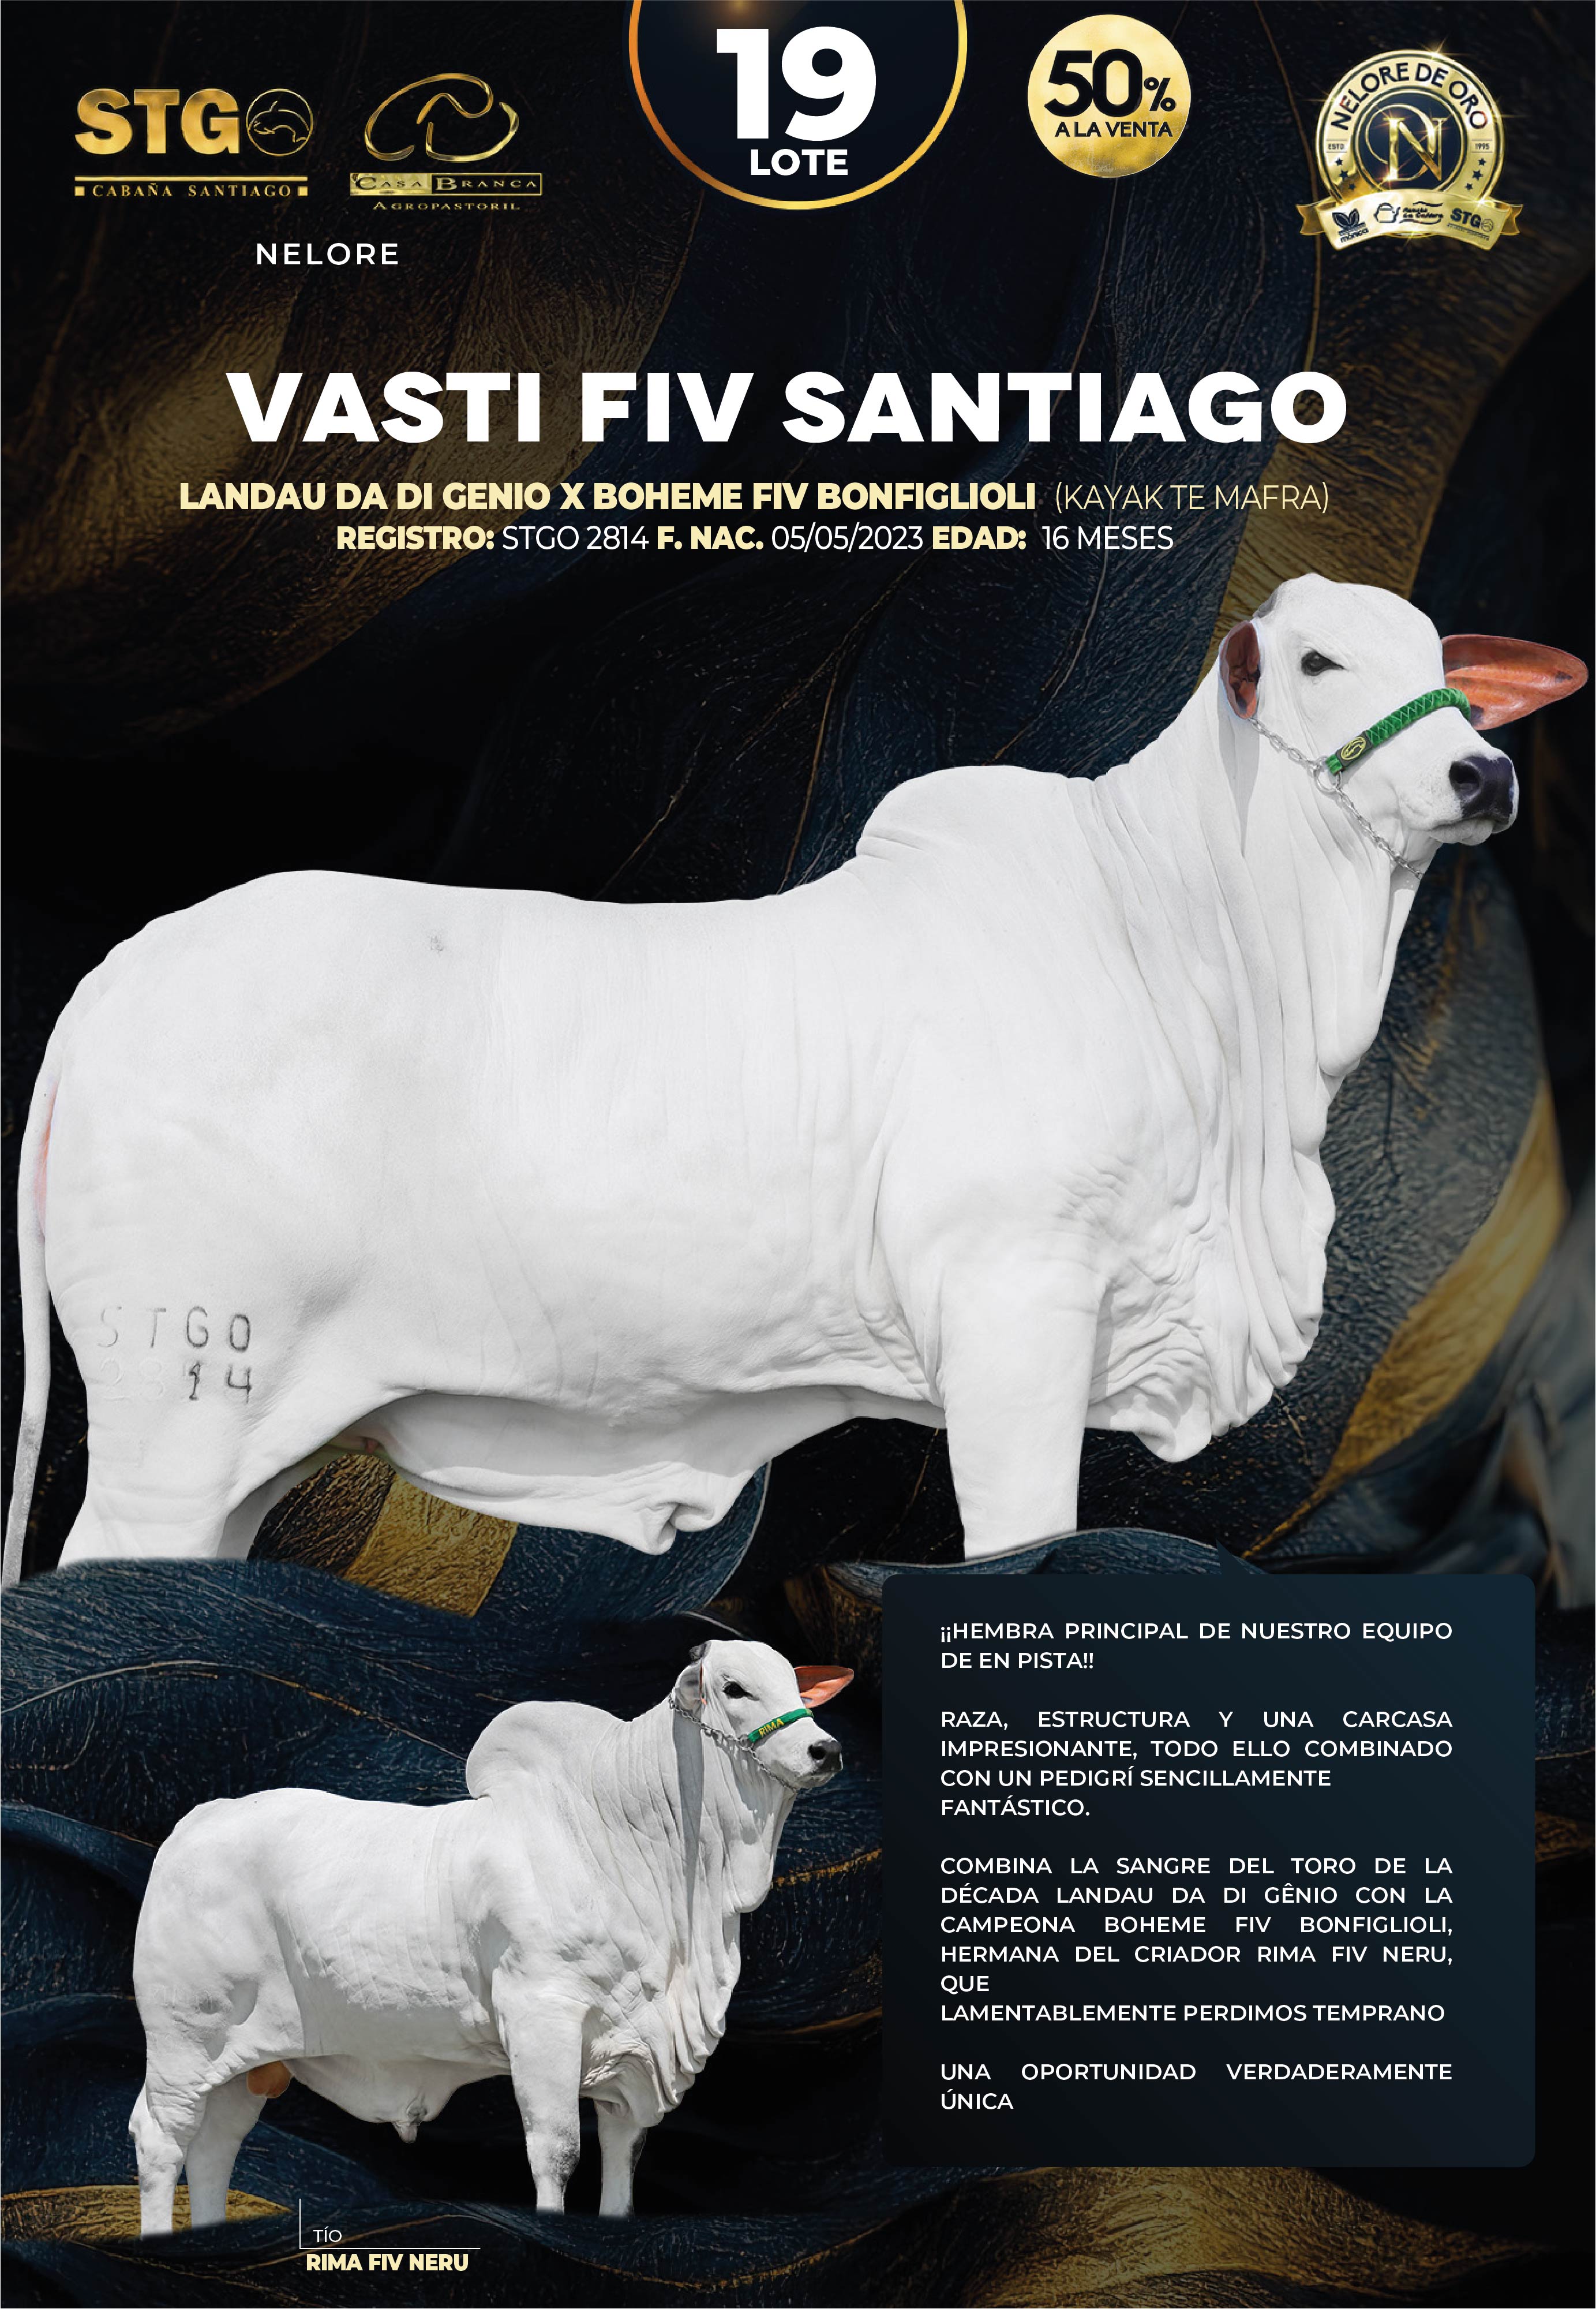 19
LOTE
50%
A LA VENTA
STGO
CABAÑA SANTIAGO
CASA BRANCA
AGROPASTORIL
NELORE DE ORO
ESTD 1995
N
STGO
NELORE
VASTI FIV SANTIAGO
LANDAU DA DI GENIO X BOHEME FIV BONFIGLIOLI (KAYAK TE MAFRA)
REGISTRO: STGO 2814 F. NAC. 05/05/2023 EDAD: 16 MESES
STGO
2814
¡¡HEMBRA PRINCIPAL DE NUESTRO EQUIPO
DE EN PISTA!!
RAZA, ESTRUCTURA Y UNA CARCASA
IMPRESIONANTE, TODO ELLO COMBINADO
CON UN PEDIGRÍ SENCILLAMENTE
FANTÁSTICO.
COMBINA LA SANGRE DEL TORO DE LA
DÉCADA LANDAU DA DI GÊNIO CON LA
CAMPEONA BOHEME FIV BONFIGLIOLI,
HERMANA DEL CRIADOR RIMA FIV NERU,
QUE
LAMENTABLEMENTE PERDIMOS TEMPRANO
UNA OPORTUNIDAD VERDADERAMENTE
ÚNICA
RIMA
TÍO
RIMA FIV NERU